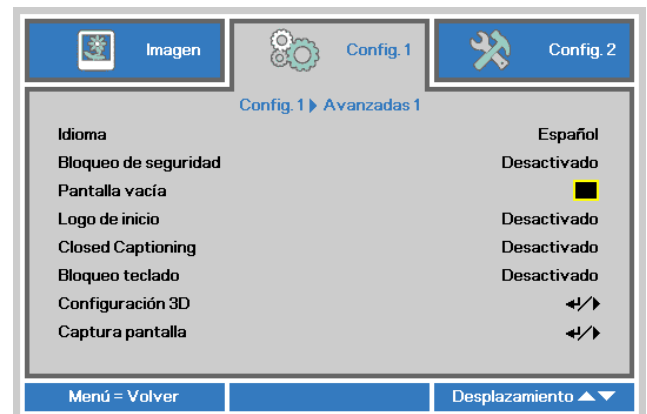 Imagen
Config. 1
Config. 2
Config. 1 ▶ Avanzadas 1
Idioma Español
Bloqueo de seguridad Desactivado
Pantalla vacía
Logo de inicio Desactivado
Closed Captioning Desactivado
Bloqueo teclado Desactivado
Configuración 3D ↵/▶
Captura pantalla ↵/▶
Menú = Volver
Desplazamiento ▲▼